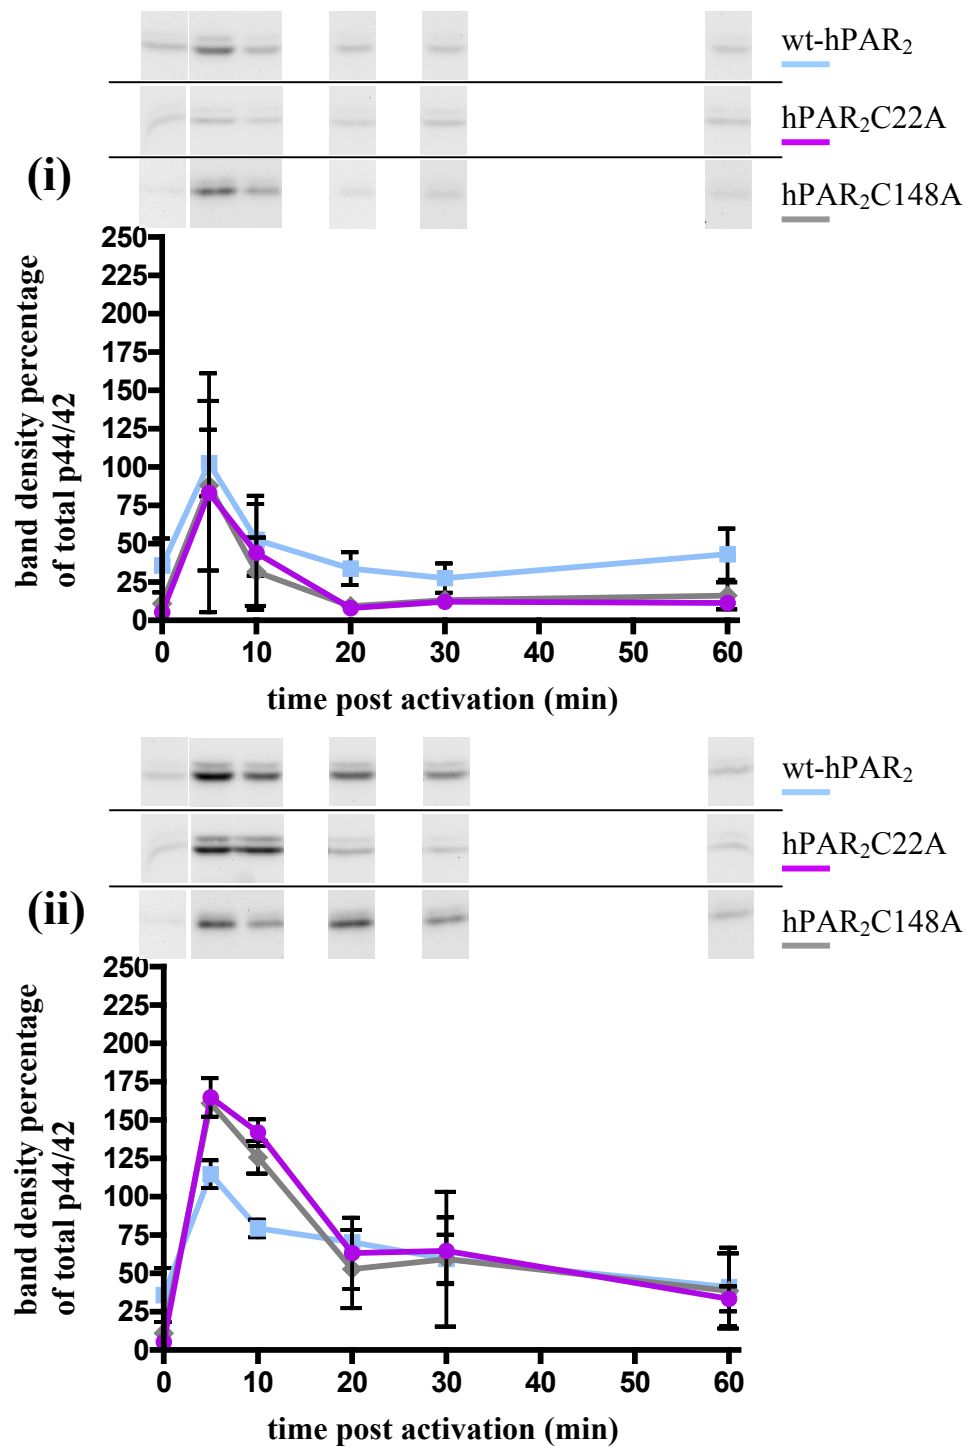 wt-hPAR₂
hPAR₂C22A
(i)
hPAR₂C148A
250
225
200
175
150
125
100
75
50
25
0
band density percentage
of total p44/42
0 10 20 30 40 50 60
time post activation (min)
wt-hPAR₂
hPAR₂C22A
(ii)
hPAR₂C148A
250
225
200
175
150
125
100
75
50
25
0
band density percentage
of total p44/42
0 10 20 30 40 50 60
time post activation (min)